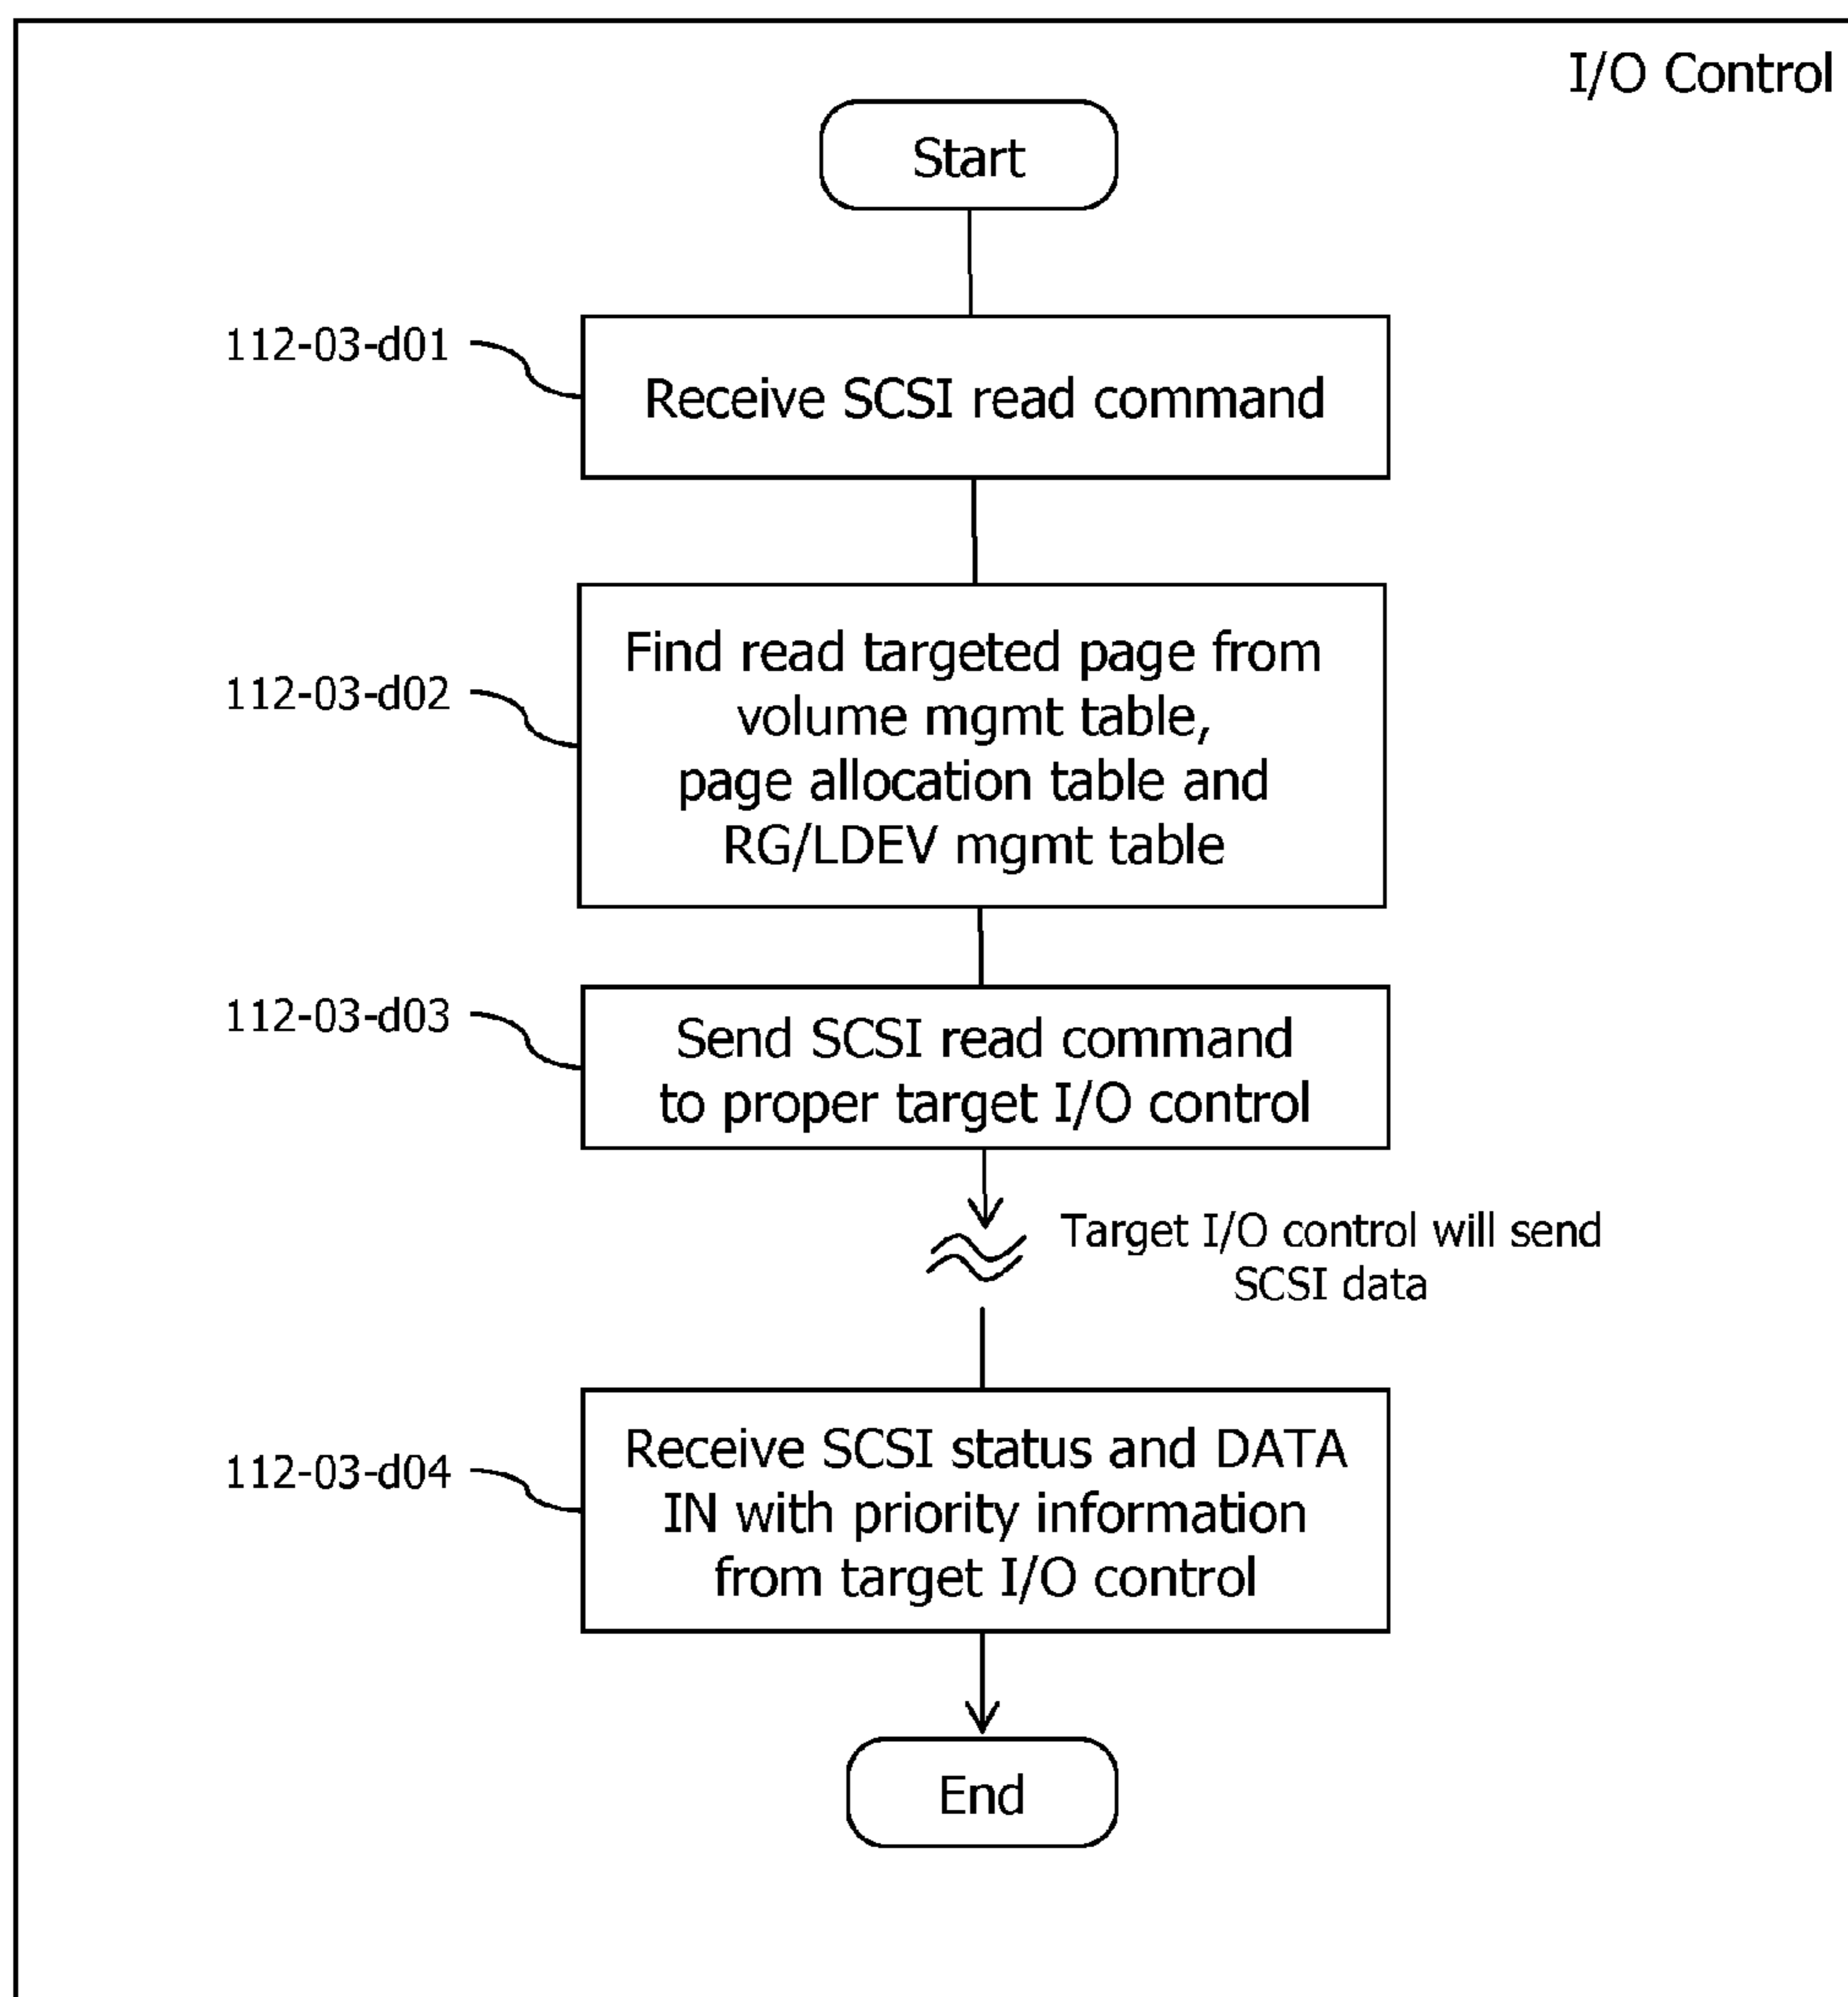 I/O Control
Start
112-03-d01
Receive SCSI read command
112-03-d02
Find read targeted page from
volume mgmt table,
page allocation table and
RG/LDEV mgmt table
112-03-d03
Send SCSI read command
to proper target I/O control
Target I/O control will send
SCSI data
112-03-d04
Receive SCSI status and DATA
IN with priority information
from target I/O control
End